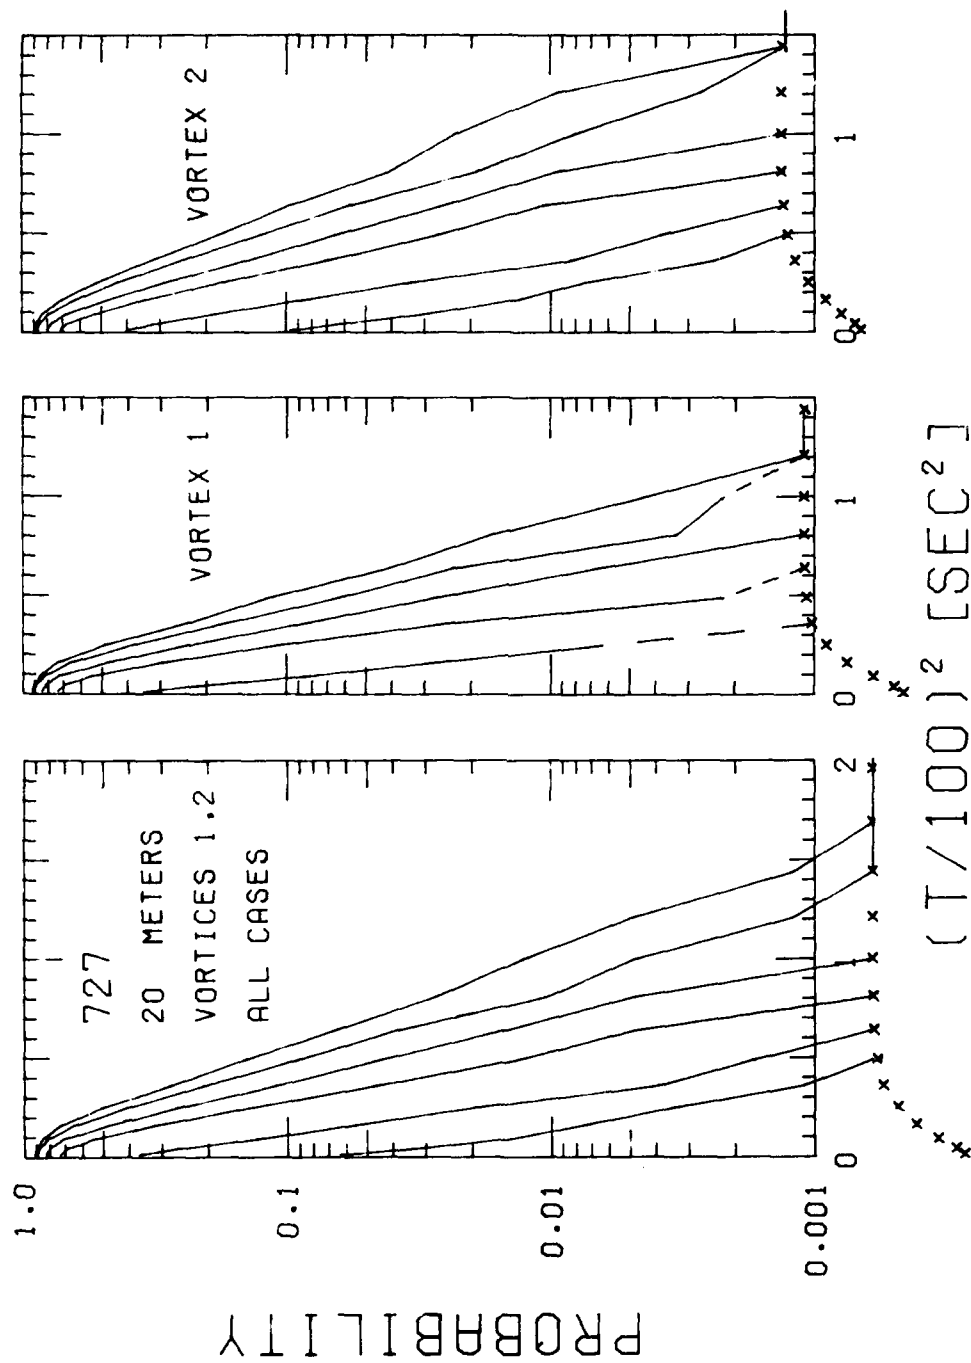 PROBABILITY
1.0
0.1
0.01
0.001
727
20 METERS
VORTICES 1.2
ALL CASES
0
1
2
VORTEX 1
0
1
VORTEX 2
0
1
(T/100)² [SEC²]